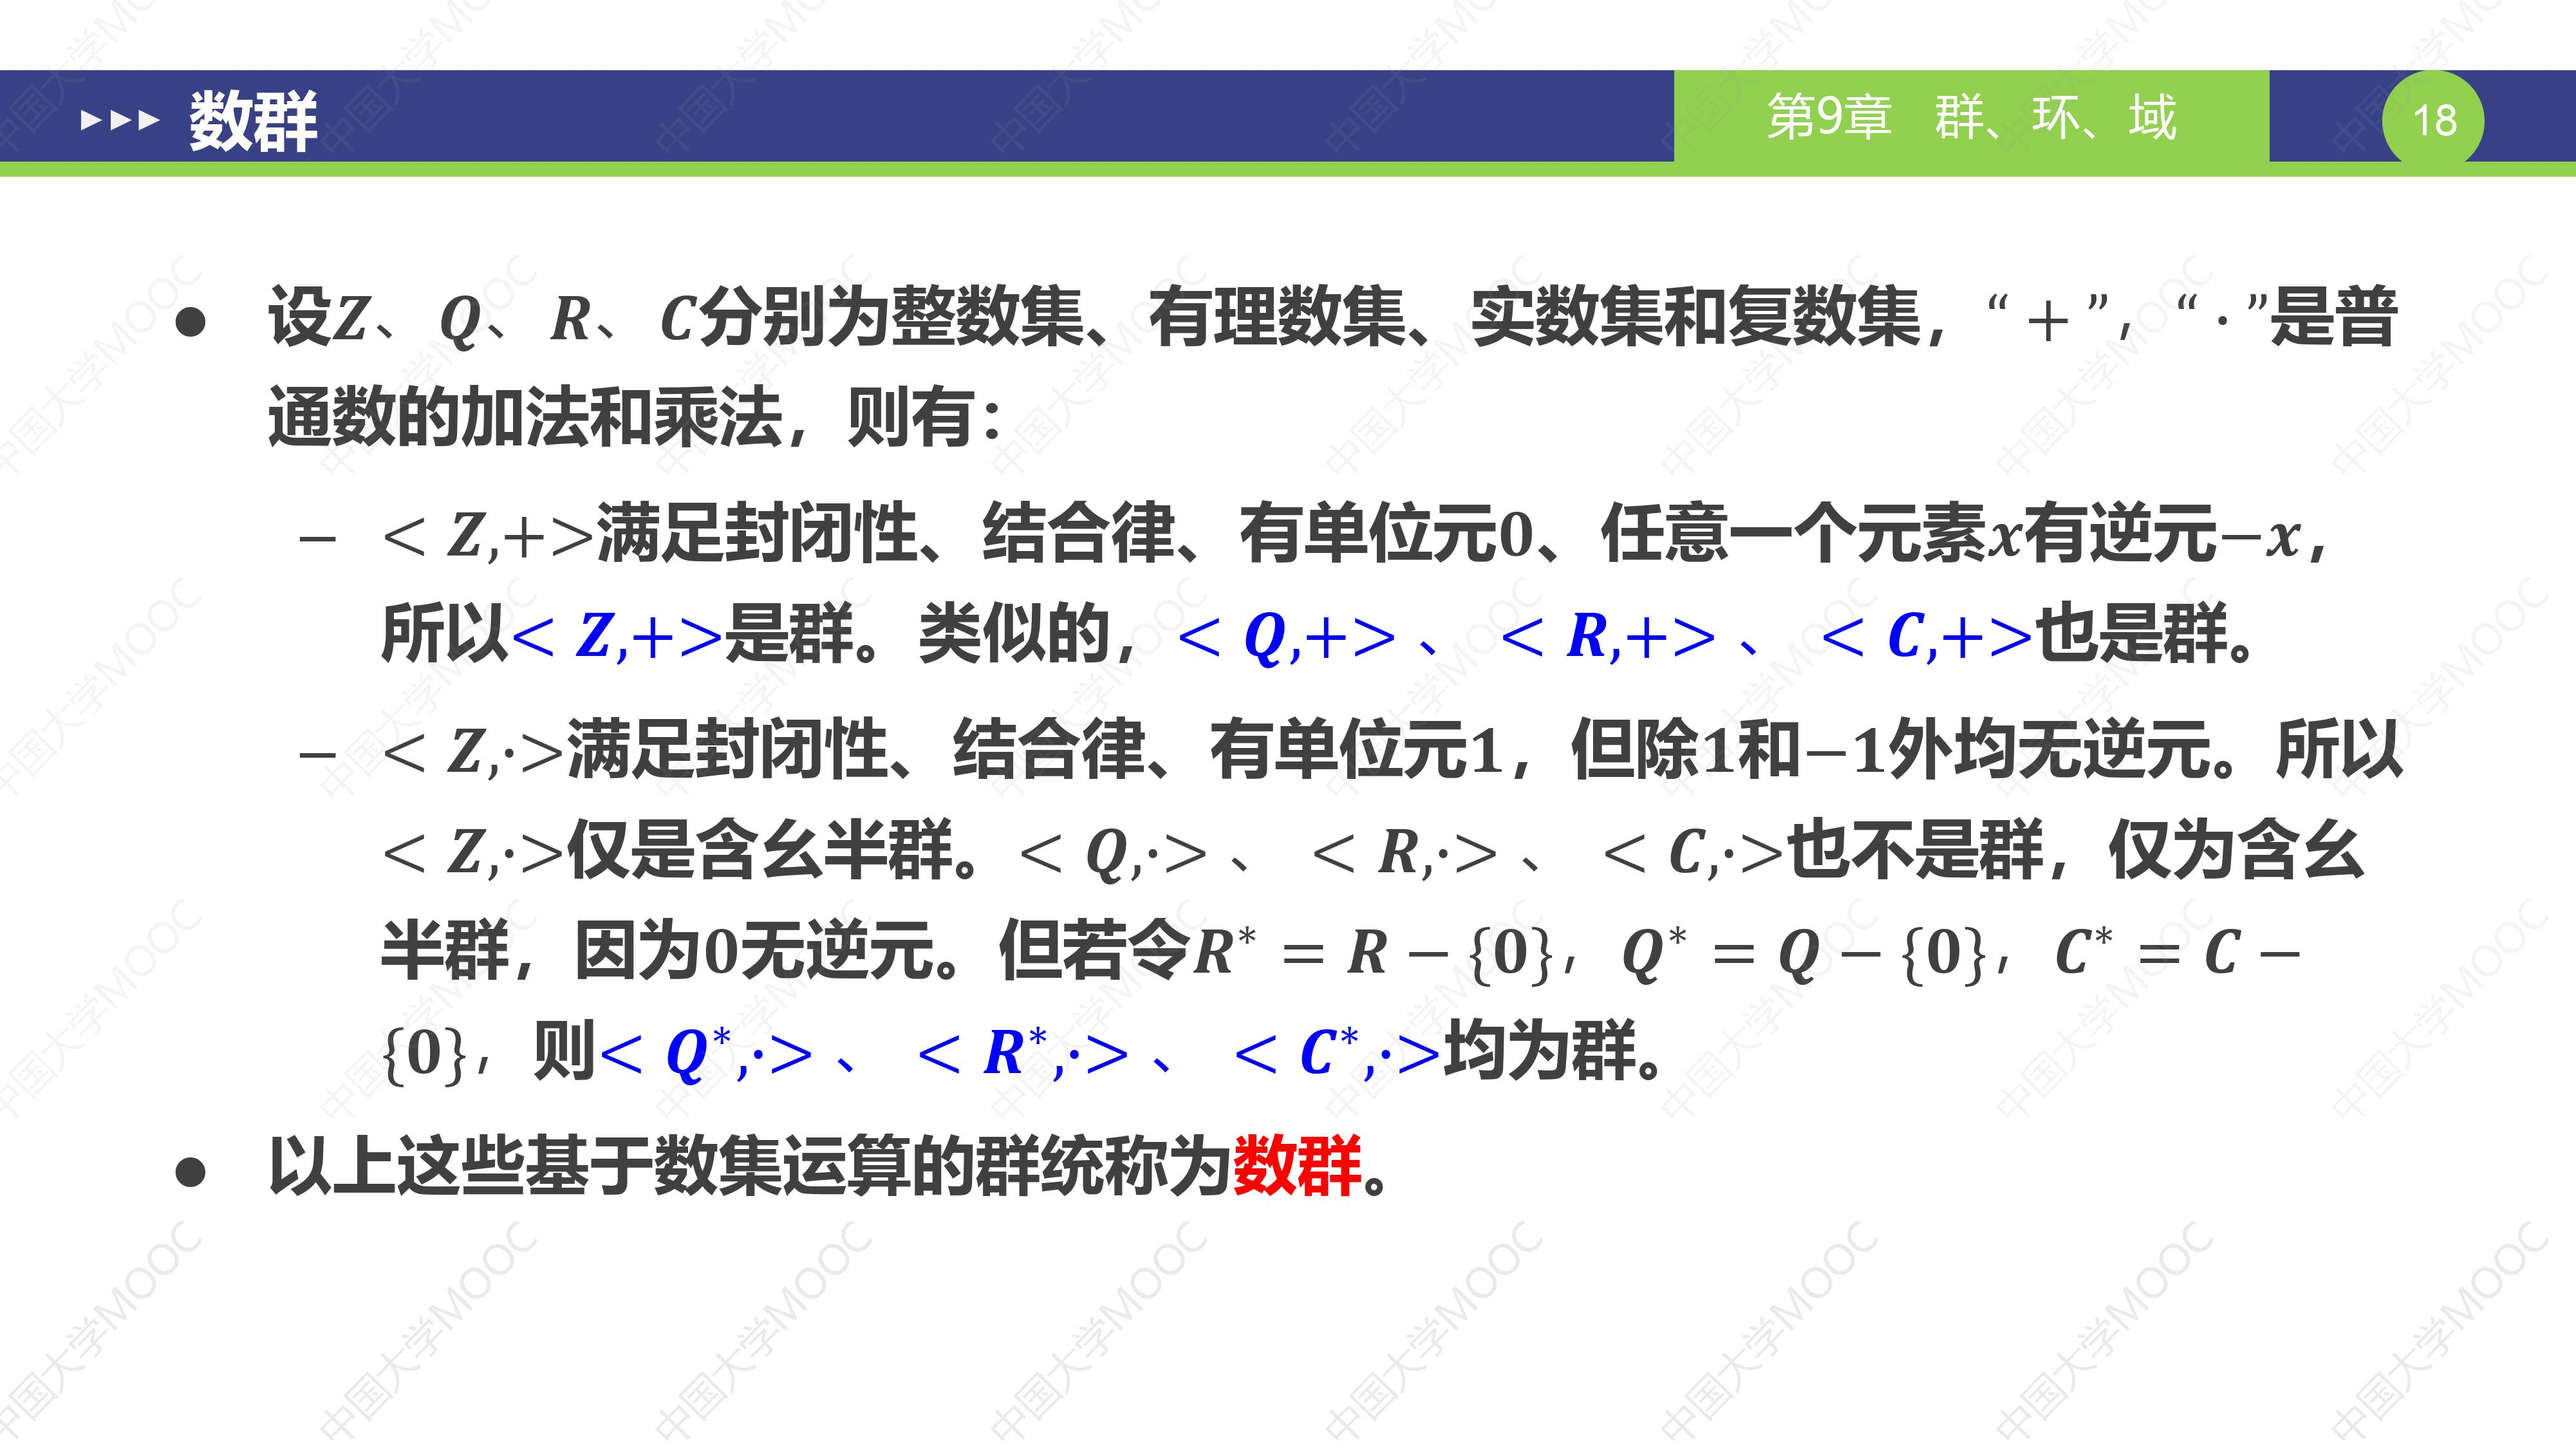 数群
第9章 群、环、域
18
设Z、Q、R、C分别为整数集、有理数集、实数集和复数集，“ + ”，“ · ”是普
通数的加法和乘法，则有：
− < Z,+>满足封闭性、结合律、有单位元0、任意一个元素x有逆元−x，
所以< Z,+>是群。类似的，< Q,+> 、 < R,+> 、 < C,+>也是群。
− < Z,·>满足封闭性、结合律、有单位元1，但除1和−1外均无逆元。所以
< Z,·>仅是含幺半群。< Q,·> 、 < R,·> 、 < C,·>也不是群，仅为含幺
半群，因为0无逆元。但若令R* = R − {0}，Q* = Q − {0}，C* = C −
{0}，则< Q*,·> 、 < R*,·> 、 < C*,·>均为群。
以上这些基于数集运算的群统称为数群。
中国大学MOOC